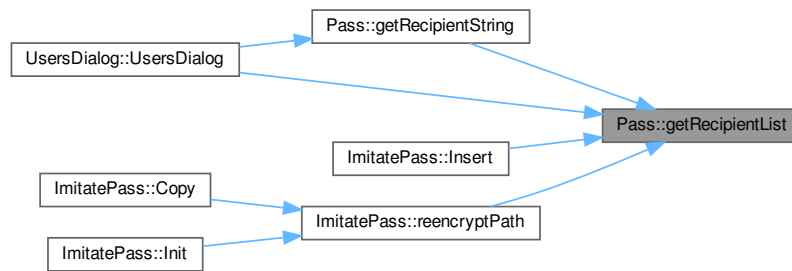 Pass::getRecipientString
UsersDialog::UsersDialog
Pass::getRecipientList
ImitatePass::Insert
ImitatePass::Copy
ImitatePass::reencryptPath
ImitatePass::Init